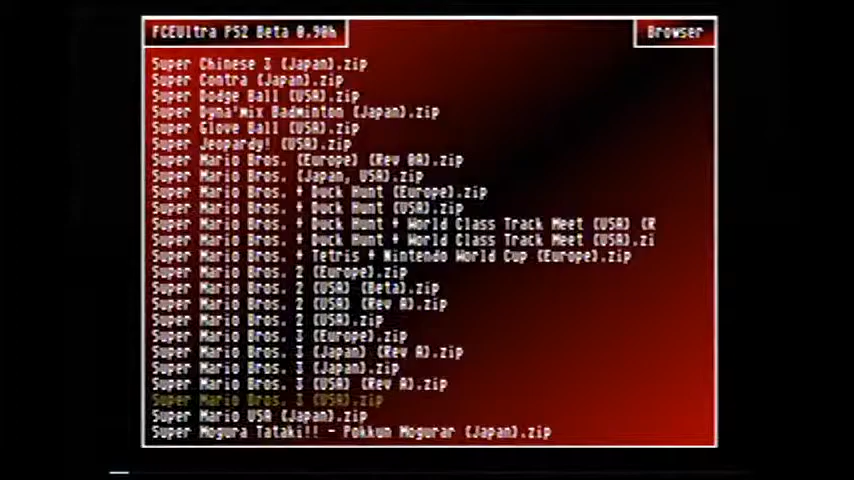 FCEUltra PS2 Beta 0.90h
Browser
Super Chinese 3 (Japan).zip
Super Contra (Japan).zip
Super Dodge Ball (USA).zip
Super Dyna'mix Badminton (Japan).zip
Super Glove Ball (USA).zip
Super Jeopardy! (USA).zip
Super Mario Bros. (Europe) (Rev 0A).zip
Super Mario Bros. (Japan, USA).zip
Super Mario Bros. + Duck Hunt (Europe).zip
Super Mario Bros. + Duck Hunt (USA).zip
Super Mario Bros. + Duck Hunt + World Class Track Meet (USA) (R
Super Mario Bros. + Duck Hunt + World Class Track Meet (USA).zi
Super Mario Bros. + Tetris + Nintendo World Cup (Europe).zip
Super Mario Bros. 2 (Europe).zip
Super Mario Bros. 2 (USA) (Beta).zip
Super Mario Bros. 2 (USA) (Rev A).zip
Super Mario Bros. 2 (USA).zip
Super Mario Bros. 3 (Europe).zip
Super Mario Bros. 3 (Japan) (Rev A).zip
Super Mario Bros. 3 (Japan).zip
Super Mario Bros. 3 (USA) (Rev A).zip
Super Mario Bros. 3 (USA).zip
Super Mario USA (Japan).zip
Super Mogura Tataki!! - Pokkun Mogurar (Japan).zip